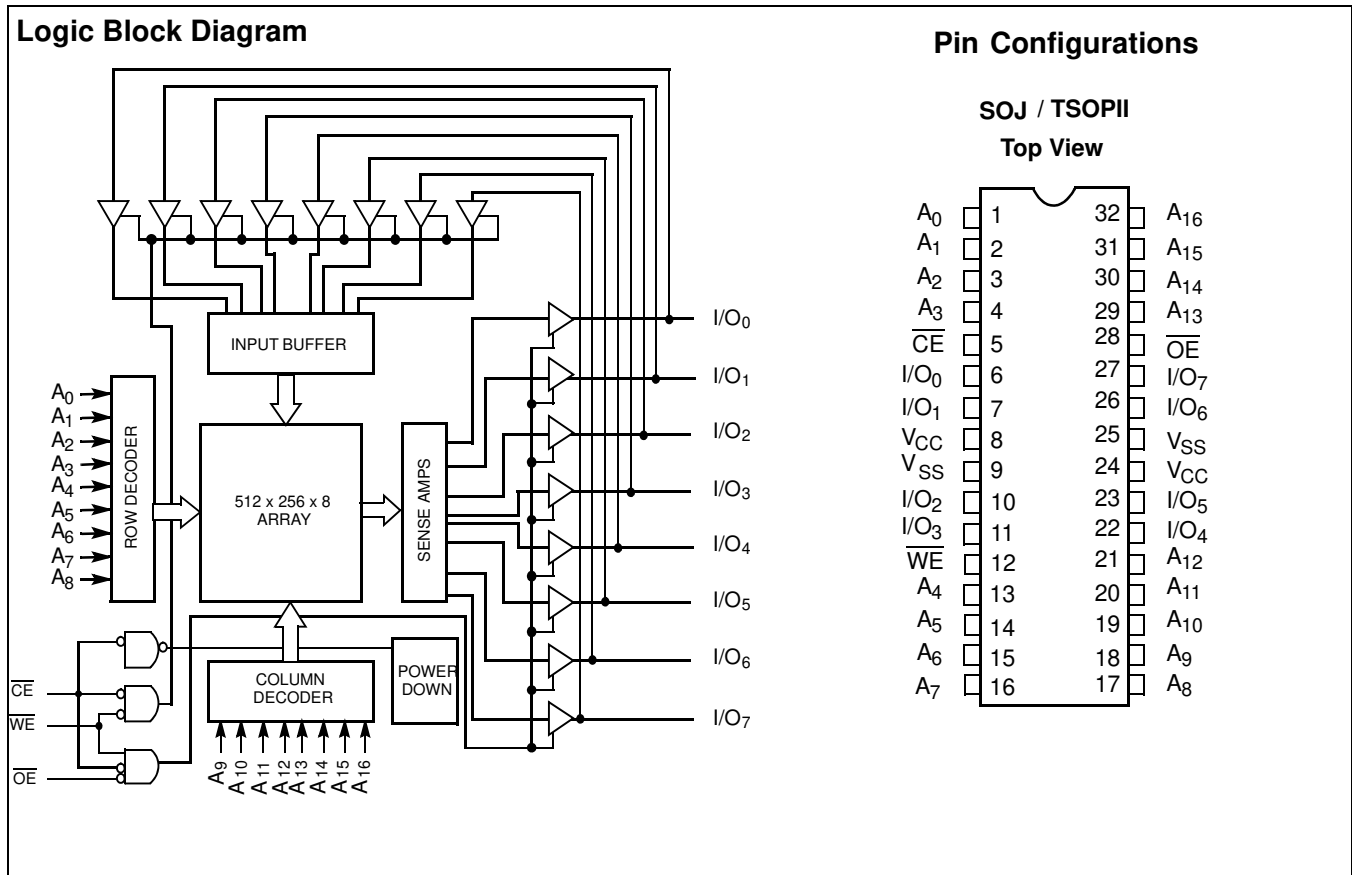 Logic Block Diagram
INPUT BUFFER
A0
A1
A2
A3
A4
A5
A6
A7
A8
ROW DECODER
512 x 256 x 8
ARRAY
SENSE AMPS
COLUMN
DECODER
POWER
DOWN
CE
WE
OE
A9
A10
A11
A12
A13
A14
A15
A16
I/O0
I/O1
I/O2
I/O3
I/O4
I/O5
I/O6
I/O7
Pin Configurations
SOJ / TSOPII
Top View
A0 1 32 A16
A1 2 31 A15
A2 3 30 A14
A3 4 29 A13
CE 5 28 OE
I/O0 6 27 I/O7
I/O1 7 26 I/O6
VCC 8 25 VSS
VSS 9 24 VCC
I/O2 10 23 I/O5
I/O3 11 22 I/O4
WE 12 21 A12
A4 13 20 A11
A5 14 19 A10
A6 15 18 A9
A7 16 17 A8